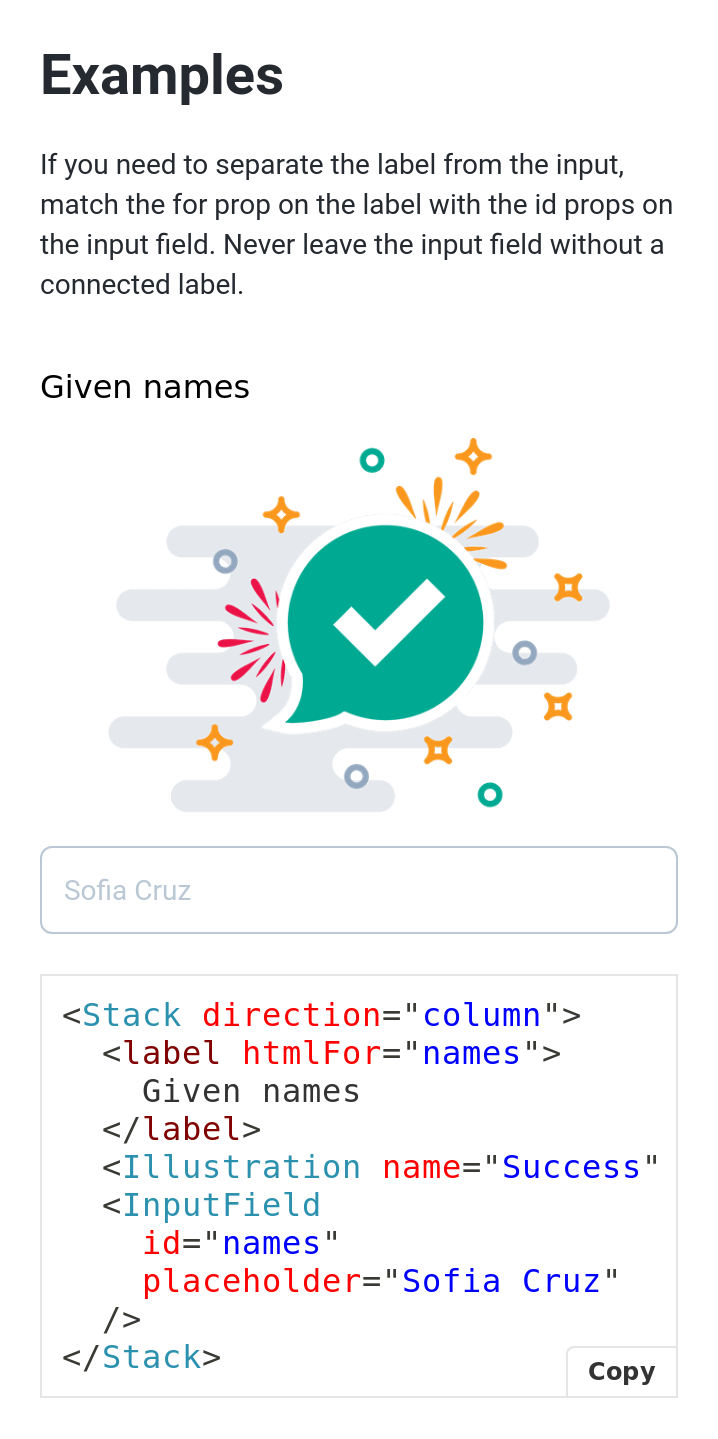 Examples
If you need to separate the label from the input,
match the for prop on the label with the id props on
the input field. Never leave the input field without a
connected label.
Given names
Sofia Cruz
<Stack direction="column">
  <label htmlFor="names">
    Given names
  </label>
  <Illustration name="Success"
  <InputField
    id="names"
    placeholder="Sofia Cruz"
  />
</Stack>
Copy